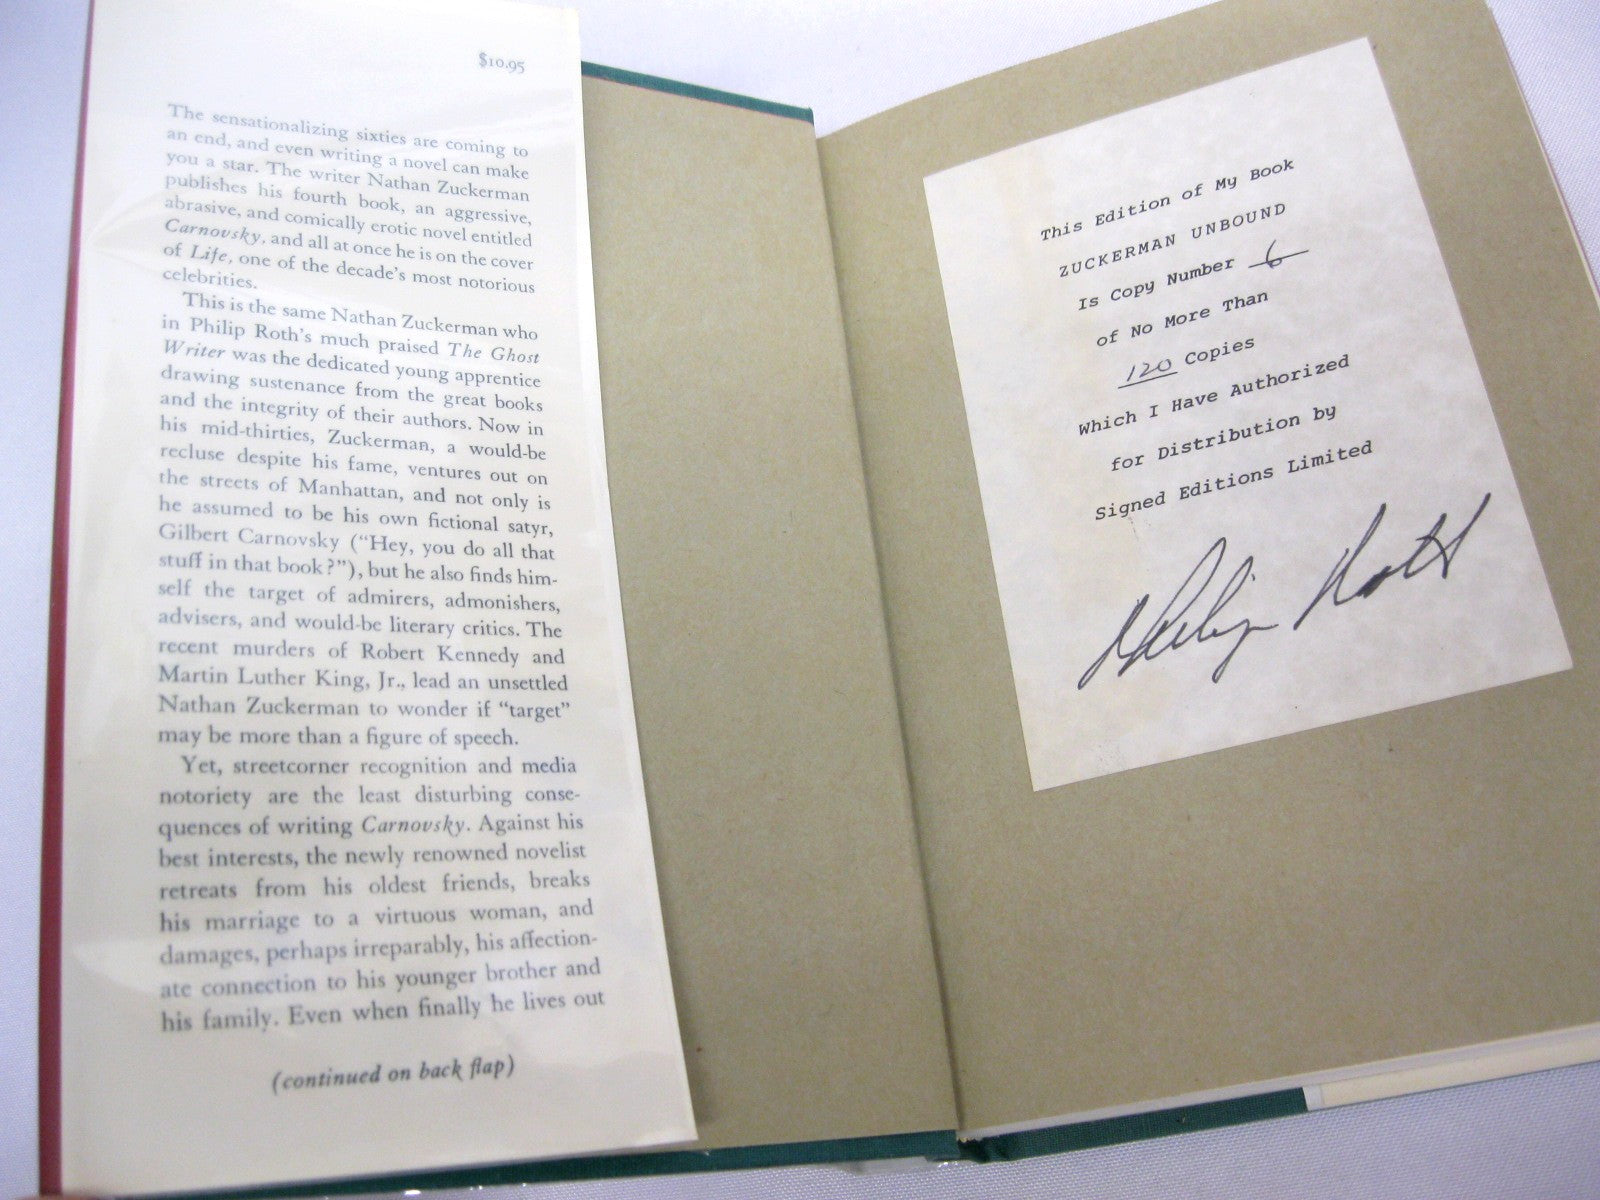 $10.95
The sensationalizing sixties are coming to
an end, and even writing a novel can make
you a star. The writer Nathan Zuckerman
publishes his fourth book, an aggressive,
abrasive, and comically erotic novel entitled
Carnovsky, and all at once he is on the cover
of Life, one of the decade's most notorious
celebrities.
This is the same Nathan Zuckerman who
in Philip Roth's much praised The Ghost
Writer was the dedicated young apprentice
drawing sustenance from the great books
and the integrity of their authors. Now in
his mid-thirties, Zuckerman, a would-be
recluse despite his fame, ventures out on
the streets of Manhattan, and not only is
he assumed to be his own fictional satyr,
Gilbert Carnovsky ("Hey, you do all that
stuff in that book?"), but he also finds him-
self the target of admirers, admonishers,
advisers, and would-be literary critics. The
recent murders of Robert Kennedy and
Martin Luther King, Jr., lead an unsettled
Nathan Zuckerman to wonder if "target"
may be more than a figure of speech.
Yet, streetcorner recognition and media
notoriety are the least disturbing conse-
quences of writing Carnovsky. Against his
best interests, the newly renowned novelist
retreats from his oldest friends, breaks
his marriage to a virtuous woman, and
damages, perhaps irreparably, his affection-
ate connection to his younger brother and
his family. Even when finally he lives out
(continued on back flap)
This Edition of My Book
ZUCKERMAN UNBOUND
Is Copy Number 6
of No More Than
120 Copies
Which I Have Authorized
for Distribution by
Signed Editions Limited
Philip Roth